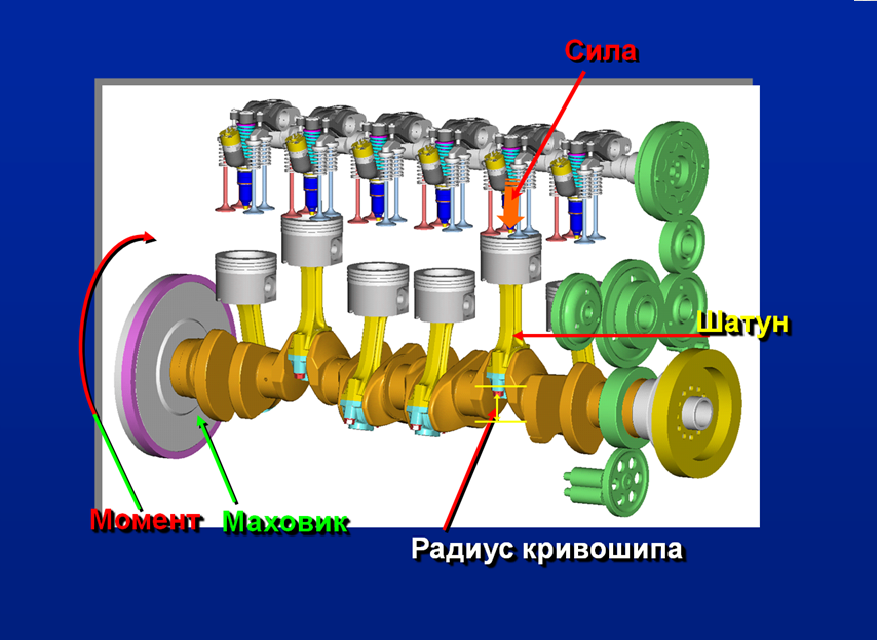 Сила
Шатун
Момент
Маховик
Радиус кривошипа